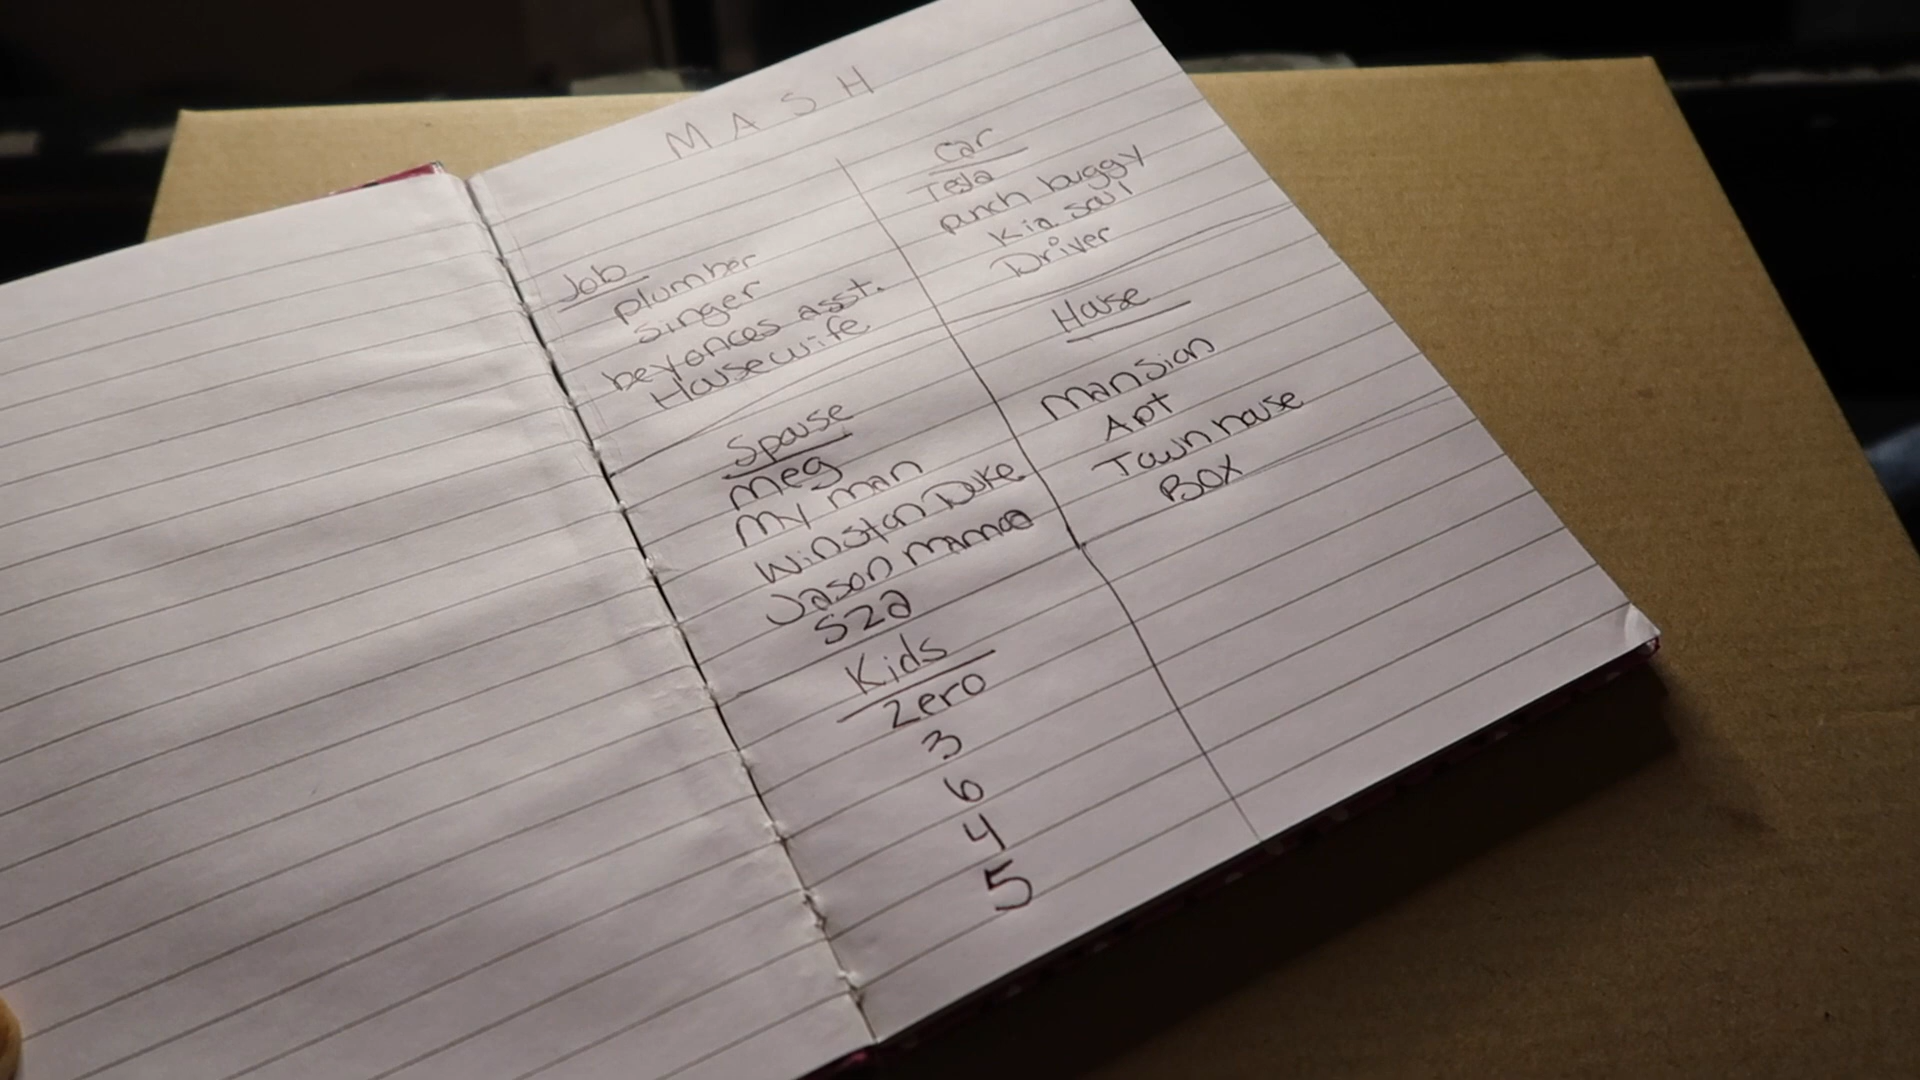 M A S H
Job
plumber
singer
beyonces asst.
Housewife
Spouse
meg
my man
Winston Duke
Jason Mamoa
SZa
Kids
Zero
3
6
4
5
Car
Tesla
punch buggy
Kia soul
Driver
House
mansion
Apt
Town house
BOX